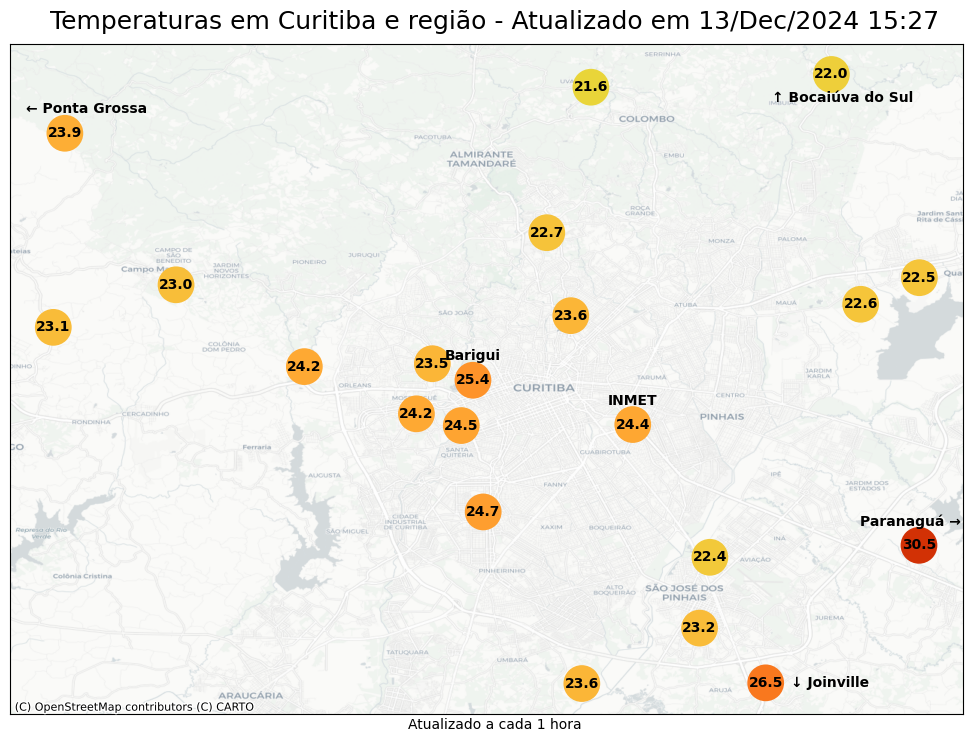 Temperaturas em Curitiba e região - Atualizado em 13/Dec/2024 15:27
SERRINHA
22.0
21.6
↑ Bocaiúva do Sul
← Ponta Grossa
23.9
COLOMBO
PACOTUBA
ALMIRANTE
TAMANDARÉ
EMBU
ROÇA
GRANDE
Jardim San
Rita de Cáss
22.7
MONZA
PALOMA
CAMPO DE
SÃO
BENEDITO
JURUQUI
PIONEIRO
JARDIM
NOVOS
HORIZONTES
Campo M
23.0
22.5
Qua
22.6
MAUÁ
ATUBA
SÃO JOÃO
23.6
23.1
COLÔNIA
DOM PEDRO
Barigui
23.5
24.2
25.4
CURITIBA
TARUMÃ
JARDIM
KARLA
ORLEANS
CENTRO
INMET
24.2
24.5
24.4
PINHAIS
CERCADINHO
RONDINHA
SANTA
QUITÉRIA
GUABIROTUBA
GO
Ferraria
AUGUSTA
IPÊ
FANNY
JARDIM DOS
ESTADOS I
24.7
CIDADE
INDUSTRIAL
DE CURITIBA
SÃO MIGUEL
XAXIM
BOQUEIRÃO
Paranaguá →
30.5
Represa do Rio
Verde
INÁ
22.4
AVIAÇÃO
Colônia Cristina
PINHEIRINHO
ALTO
BOQUEIRÃO
SÃO JOSÉ DOS
PINHAIS
JUREMA
23.2
TATUQUARA
UMBARÁ
23.6
26.5
↓ Joinville
ARUJÁ
ARAUCÁRIA
(C) OpenStreetMap contributors (C) CARTO
Atualizado a cada 1 hora